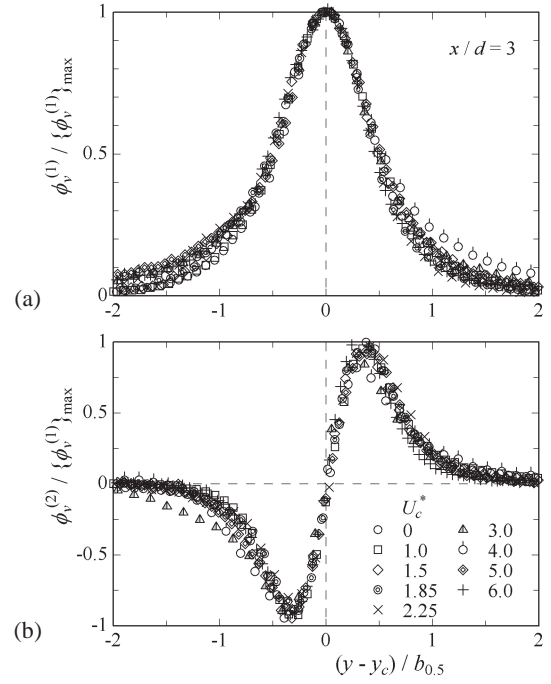 1
x / d = 3
ϕv(1) / {ϕv(1)}max
0.5
(a)
0
-2 -1 0 1 2
1
0.5
ϕv(2) / {ϕv(1)}max
0
Uc*
0 3.0
1.0 4.0
1.5 5.0
1.85 6.0
2.25
-0.5
(b)
-1
-2 -1 0 1 2
(y - yc) / b0.5